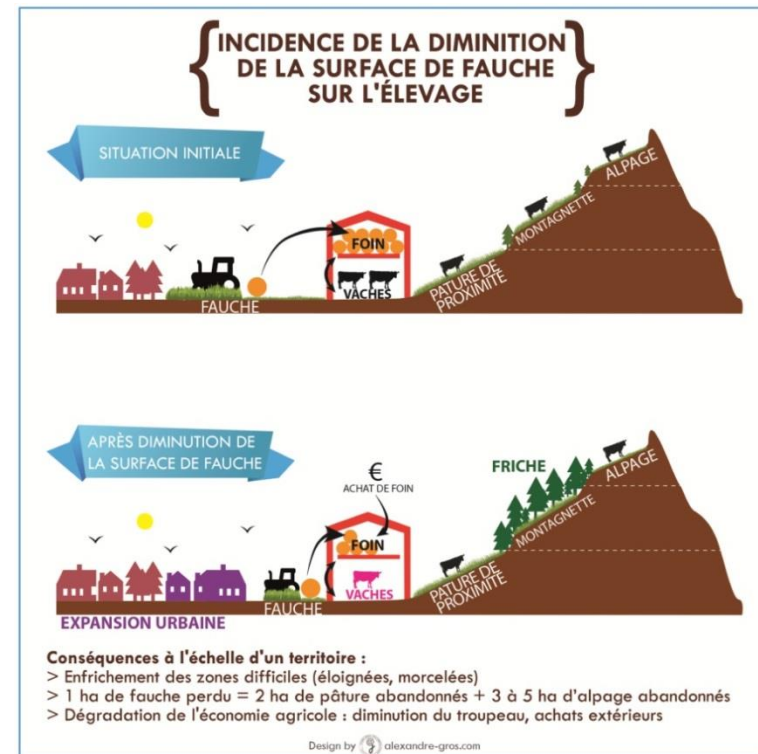 INCIDENCE DE LA DIMINITION
DE LA SURFACE DE FAUCHE
SUR L'ÉLEVAGE
SITUATION INITIALE
FOIN
VACHES
FAUCHE
PATURE DE
PROXIMITÉ
MONTAGNETTE
ALPAGE
APRÈS DIMINUTION DE
LA SURFACE DE FAUCHE
€
ACHAT DE FOIN
FRICHE
FOIN
VACHES
FAUCHE
EXPANSION URBAINE
PATURE DE
PROXIMITÉ
MONTAGNETTE
ALPAGE
Conséquences à l'échelle d'un territoire :
> Enfrichement des zones difficiles (éloignées, morcelées)
> 1 ha de fauche perdu = 2 ha de pâture abandonnés + 3 à 5 ha d'alpage abandonnés
> Dégradation de l'économie agricole : diminution du troupeau, achats extérieurs
Design by alexandre-gros.com